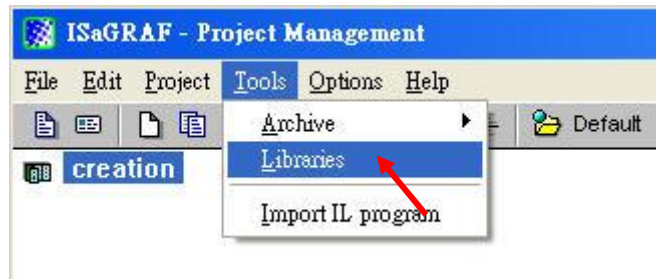 ISaGRAF - Project Management
File Edit Project Tools Options Help
Default
Archive
creation
Libraries
Import IL program